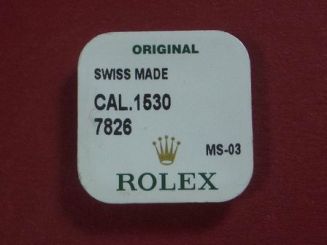 ORIGINAL
SWISS MADE
CAL.1530
7826
MS-03
ROLEX